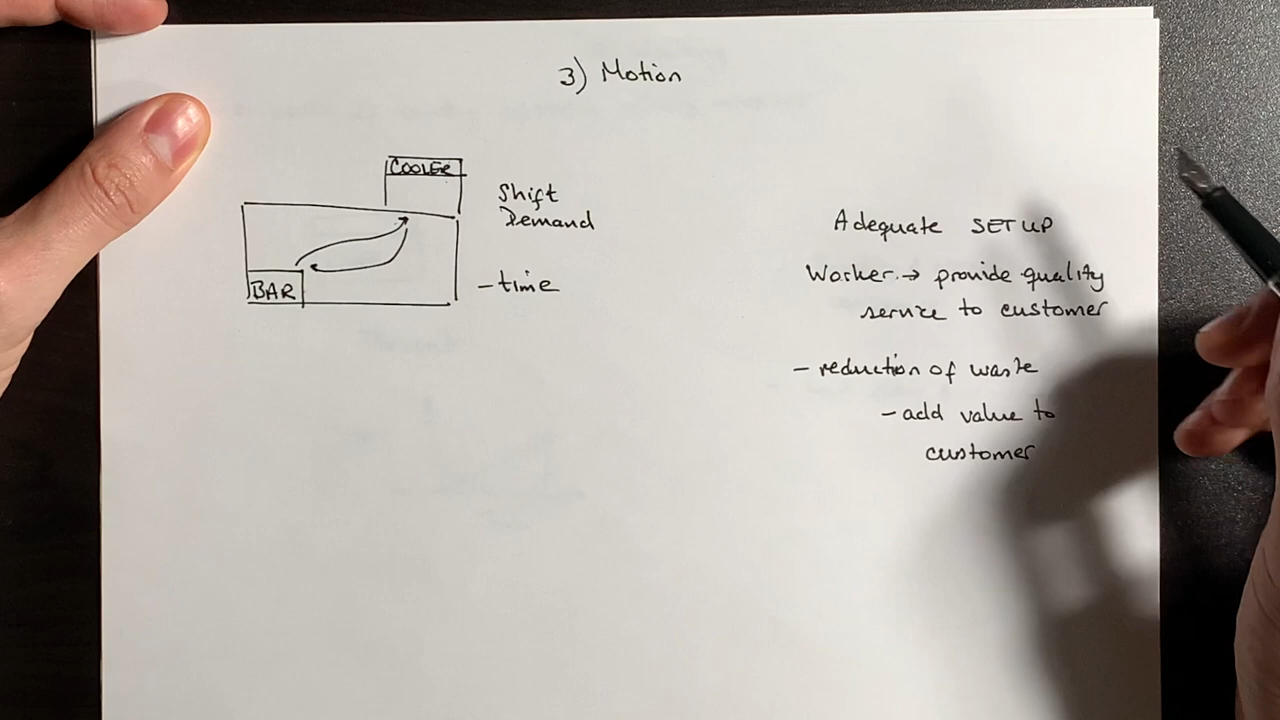 3) Motion
COOLER
Shift
Demand
BAR
- time
Adequate SETUP
Worker → provide quality
service to customer
- reduction of waste
- add value to
customer